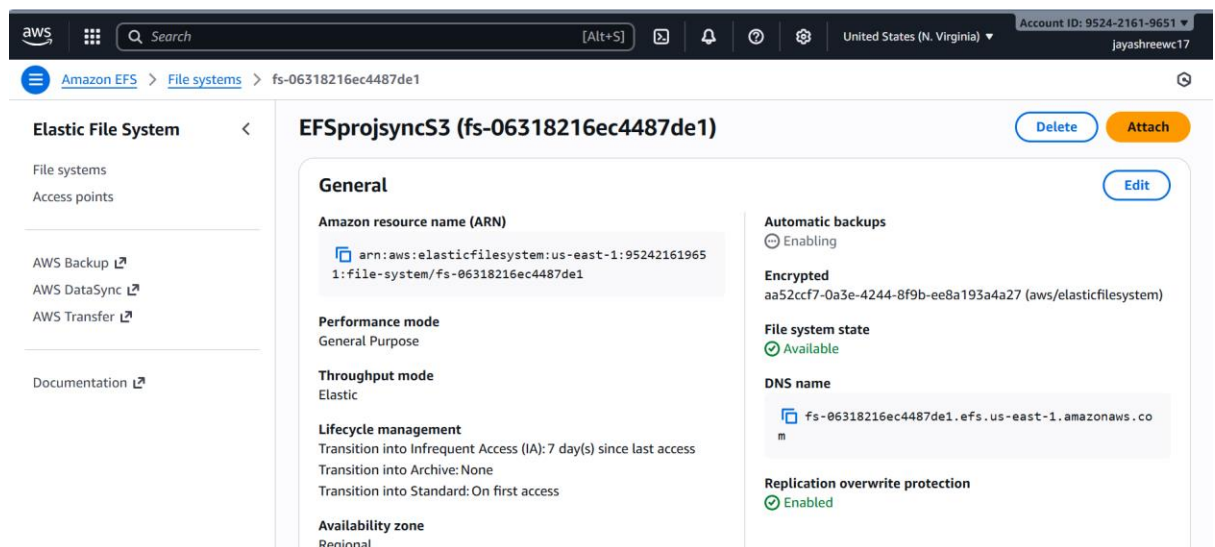 aws
Search
[Alt+S]
United States (N. Virginia)
Account ID: 9524-2161-9651
jayashreewc17
Amazon EFS > File systems > fs-06318216ec4487de1
Elastic File System
File systems
Access points
AWS Backup
AWS DataSync
AWS Transfer
Documentation
EFSprojsyncS3 (fs-06318216ec4487de1)
Delete
Attach
General
Edit
Amazon resource name (ARN)
arn:aws:elasticfilesystem:us-east-1:95242161965
1:file-system/fs-06318216ec4487de1
Performance mode
General Purpose
Throughput mode
Elastic
Lifecycle management
Transition into Infrequent Access (IA): 7 day(s) since last access
Transition into Archive: None
Transition into Standard: On first access
Availability zone
Regional
Automatic backups
Enabling
Encrypted
aa52ccf7-0a3e-4244-8f9b-ee8a193a4a27 (aws/elasticfilesystem)
File system state
Available
DNS name
fs-06318216ec4487de1.efs.us-east-1.amazonaws.co
m
Replication overwrite protection
Enabled